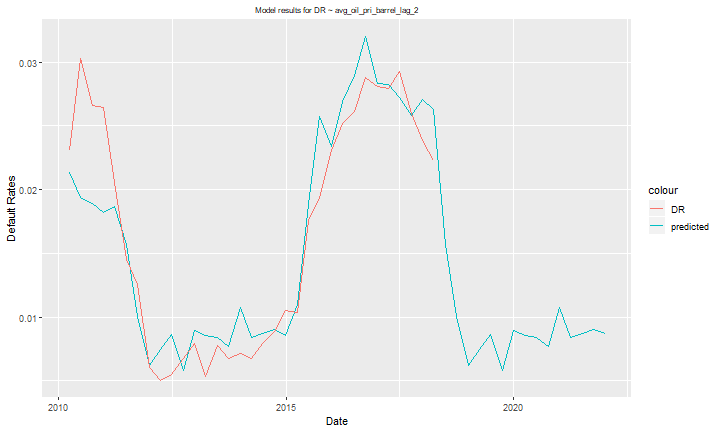 Model results for DR ~ avg_oil_pri_barrel_lag_2
Default Rates
0.03
0.02
0.01
2010
2015
2020
Date
colour
DR
predicted